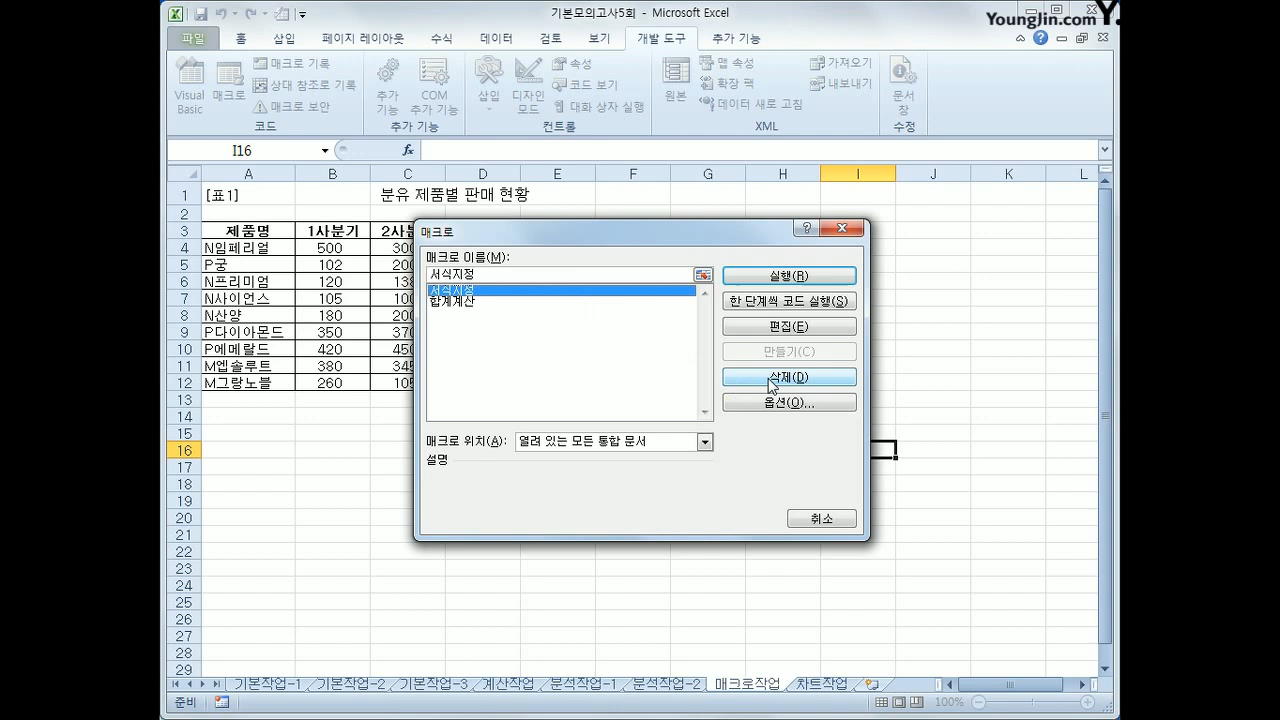 기본모의고사5회 - Microsoft Excel
YoungJin.com Y.
파일 홈 삽입 페이지 레이아웃 수식 데이터 검토 보기 개발 도구 추가 기능
Visual Basic
매크로
매크로 기록
상대 참조로 기록
매크로 보안
코드
추가 기능
COM 추가 기능
추가 기능
삽입
디자인 모드
속성
코드 보기
대화 상자 실행
컨트롤
원본
맵 속성
확장 팩
데이터 새로 고침
가져오기
내보내기
XML
문서 창
수정
I16 fx
A B C D E F G H I J K L
1 [표1] 분유 제품별 판매 현황
2
3 제품명 1사분기 2사분
4 N임페리얼 500 300
5 P궁 102 200
6 N프리미엄 120 138
7 N사이언스 105 100
8 N산양 180 200
9 P다이아몬드 350 370
10 P에메랄드 420 450
11 M엡솔루트 380 345
12 M그랑노블 260 105
13
14
15
16
17
18
19
20
21
22
23
24
25
26
27
28
29
매크로
매크로 이름(M):
서식지정
서식지정
합계계산
실행(R)
한 단계씩 코드 실행(S)
편집(E)
만들기(C)
삭제(D)
옵션(O)...
매크로 위치(A): 열려 있는 모든 통합 문서
설명
취소
기본작업-1 기본작업-2 기본작업-3 계산작업 분석작업-1 분석작업-2 매크로작업 차트작업
준비 100%